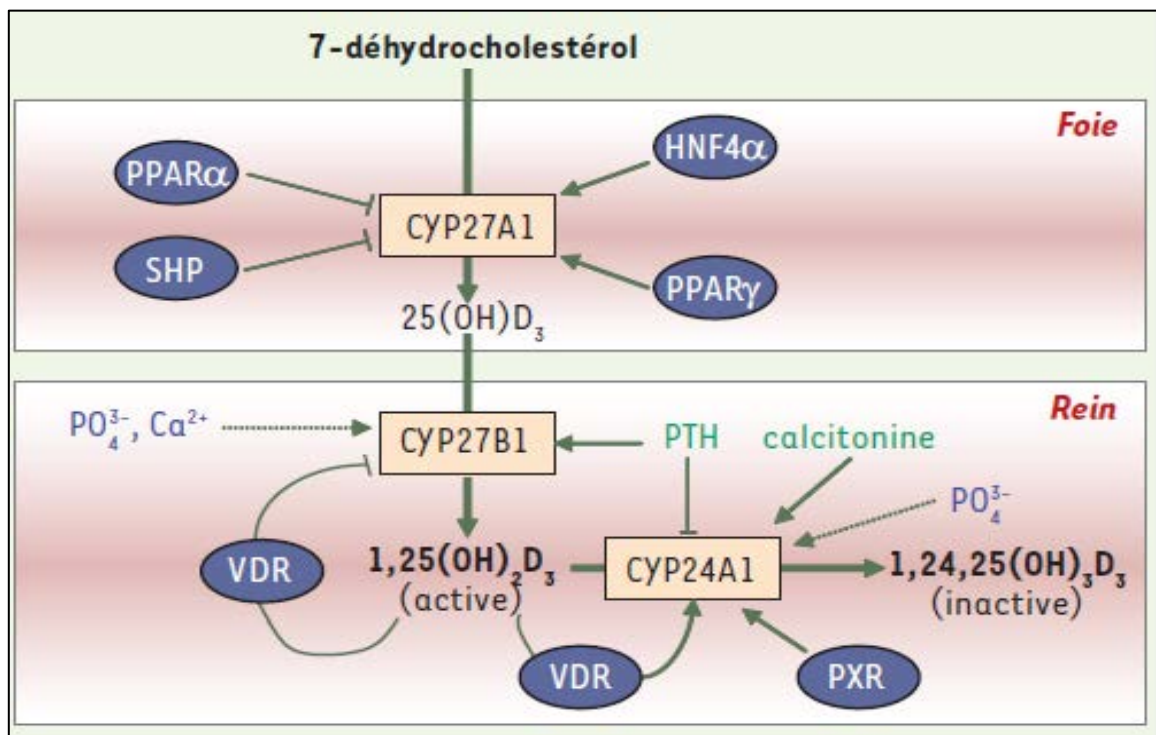 7-déhydrocholestérol
Foie
PPARα
HNF4α
CYP27A1
SHP
PPARγ
25(OH)D₃
Rein
PO₄³⁻, Ca²⁺
CYP27B1
PTH
calcitonine
PO₄³⁻
VDR
1,25(OH)₂D₃
(active)
CYP24A1
1,24,25(OH)₃D₃
(inactive)
VDR
PXR